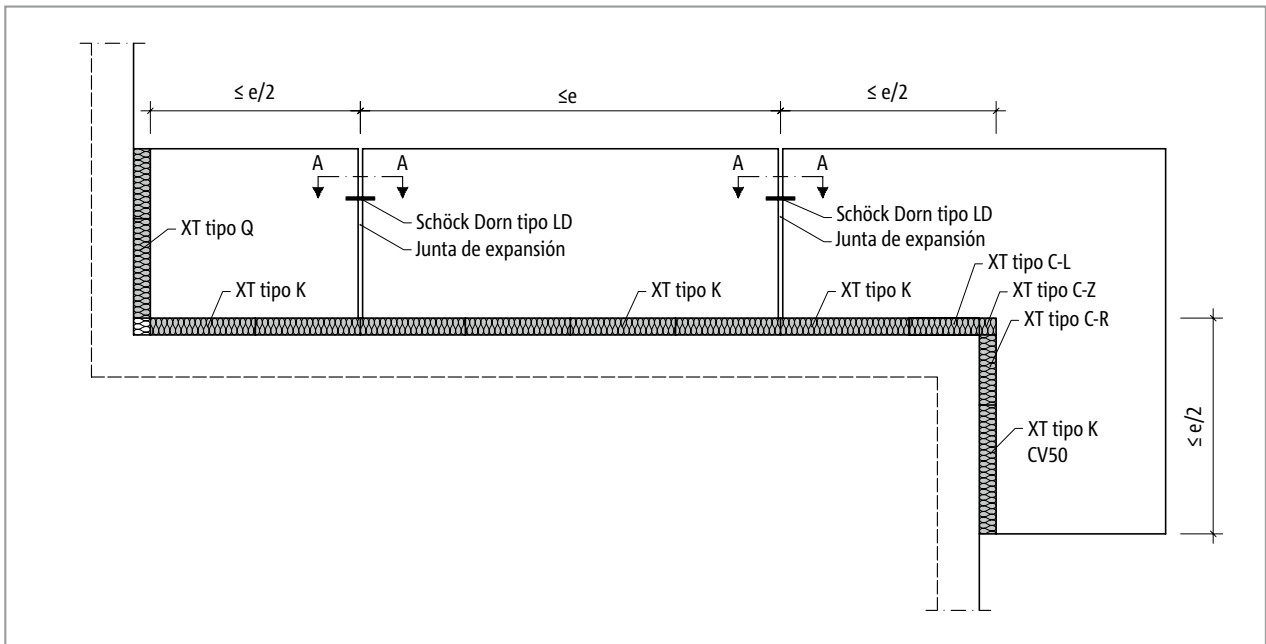 ≤ e/2
≤e
≤ e/2
A
A
A
A
Schöck Dorn tipo LD
Junta de expansión
Schöck Dorn tipo LD
Junta de expansión
XT tipo Q
XT tipo C-L
XT tipo K
XT tipo K
XT tipo K
XT tipo C-Z
XT tipo C-R
XT tipo K
CV50
≤ e/2